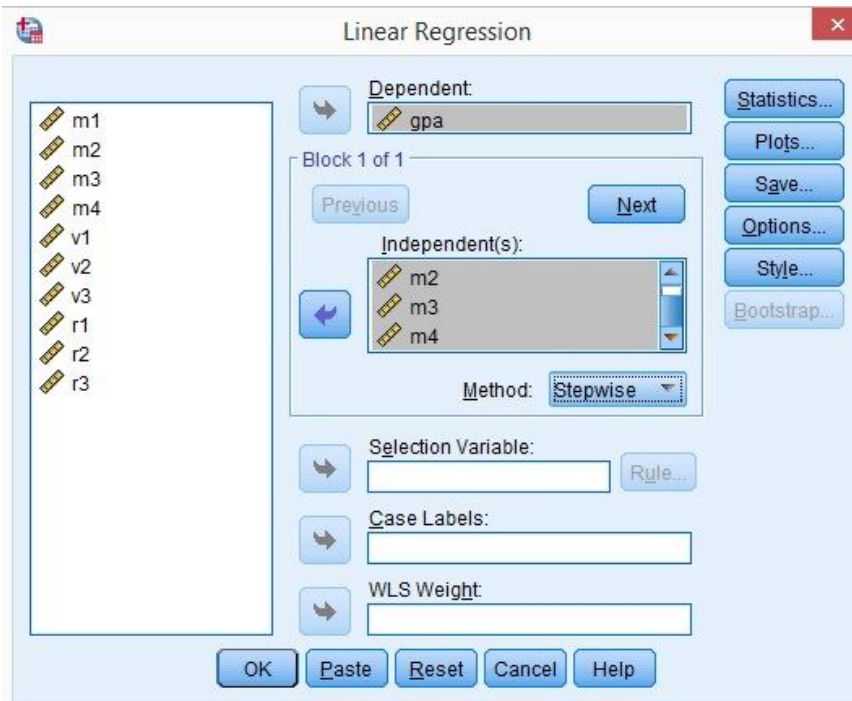 Linear Regression
m1
m2
m3
m4
v1
v2
v3
r1
r2
r3
Dependent:
gpa
Block 1 of 1
Previous
Next
Independent(s):
m2
m3
m4
Method: Stepwise
Selection Variable:
Rule...
Case Labels:
WLS Weight:
Statistics...
Plots...
Save...
Options...
Style...
Bootstrap...
OK Paste Reset Cancel Help